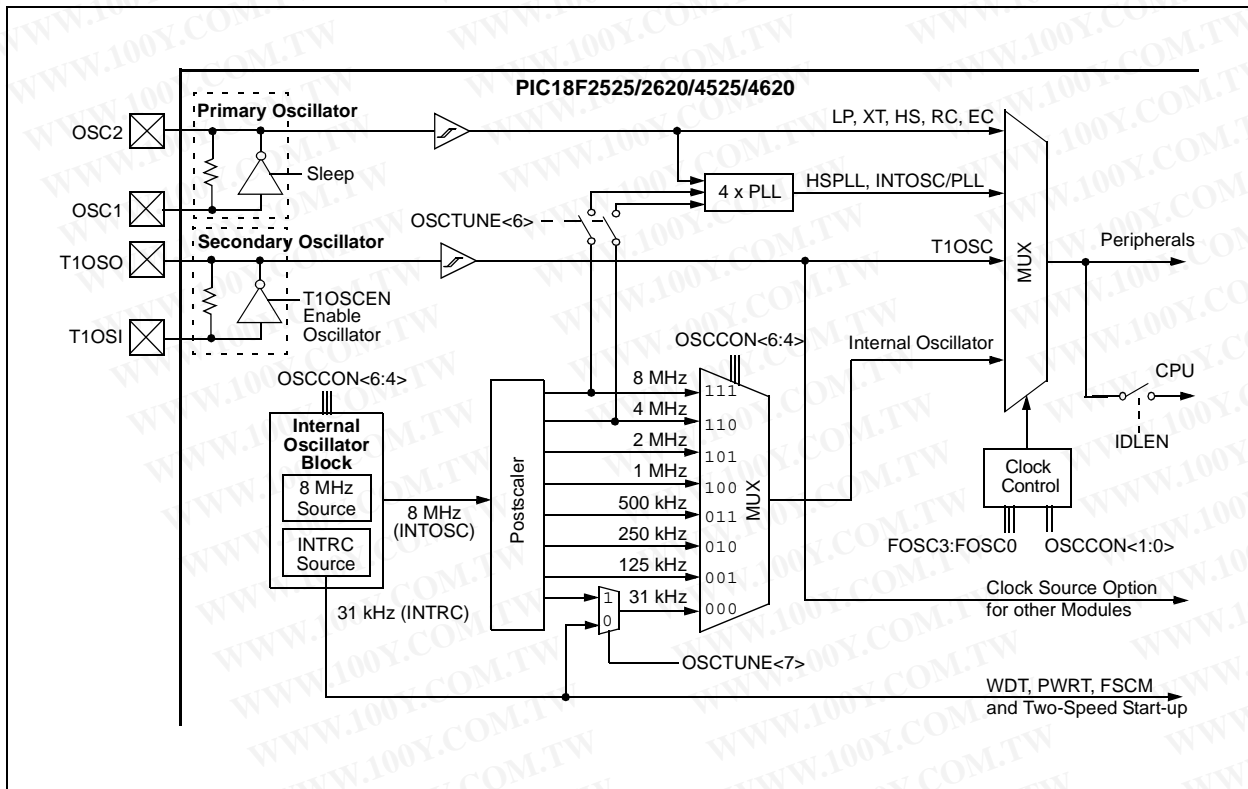 PIC18F2525/2620/4525/4620
Primary Oscillator
OSC2
Sleep
OSC1
LP, XT, HS, RC, EC
4 x PLL
HSPLL, INTOSC/PLL
OSCTUNE<6>
Secondary Oscillator
T1OSO
T1OSCEN
Enable
Oscillator
T1OSI
T1OSC
MUX
Peripherals
Internal Oscillator
CPU
IDLEN
Clock
Control
FOSC3:FOSC0
OSCCON<1:0>
OSCCON<6:4>
OSCCON<6:4>
Internal
Oscillator
Block
8 MHz
Source
INTRC
Source
8 MHz
(INTOSC)
31 kHz (INTRC)
Postscaler
8 MHz
4 MHz
2 MHz
1 MHz
500 kHz
250 kHz
125 kHz
31 kHz
1
0
111
110
101
100
011
010
001
000
MUX
OSCTUNE<7>
Clock Source Option
for other Modules
WDT, PWRT, FSCM
and Two-Speed Start-up
WWW.100Y.COM.TW